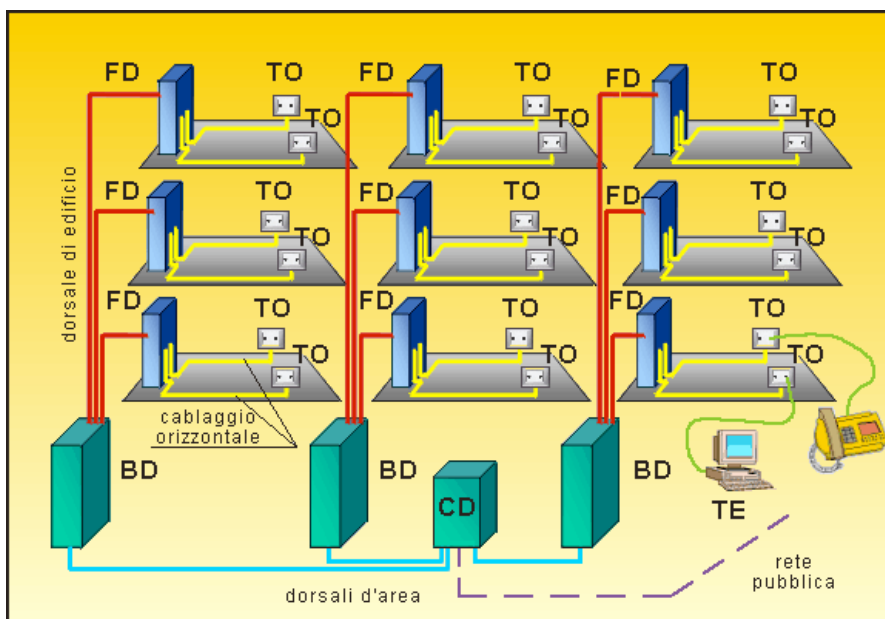 FD TO FD TO FD TO
TO TO TO
FD TO FD TO FD TO
TO TO TO
FD TO FD TO FD TO
TO TO TO
dorsale di edificio
cablaggio
orizzontale
BD BD BD
CD
TE
dorsali d'area
rete
pubblica